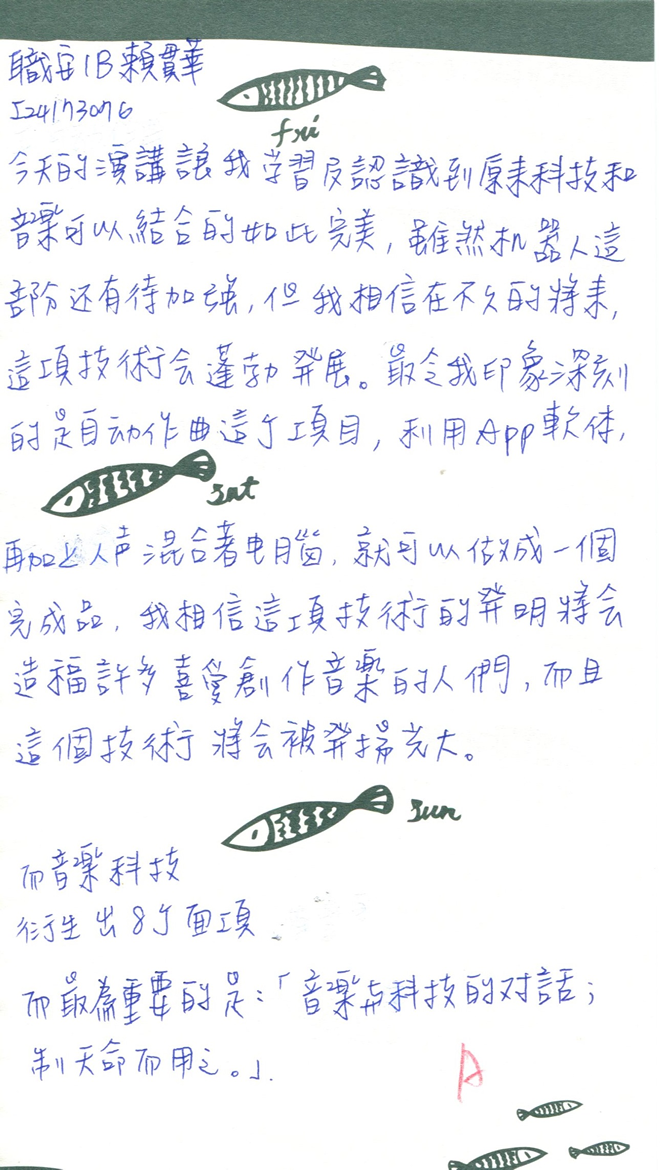 職安1B賴貫華
I24173076
fri
今天的演講讓我学習及認識到原来科技和
音樂可以結合的如此完美，雖然机器人這
部分还有待加強，但我相信在不久的將来，
這項技術会蓬勃発展。最令我印象深刻
的是自动作曲這个項目，利用App軟体，
sat
再加上人声混合著电腦，就可以做成一個
完成品，我相信這項技術的発明將会
造福許多喜愛創作音樂的人們，而且
這個技術將会被発揚光大。
sun
而音樂科技
衍生出8个面項
而最為重要的是：「音樂与科技的对話；
制天命而用之。」
A